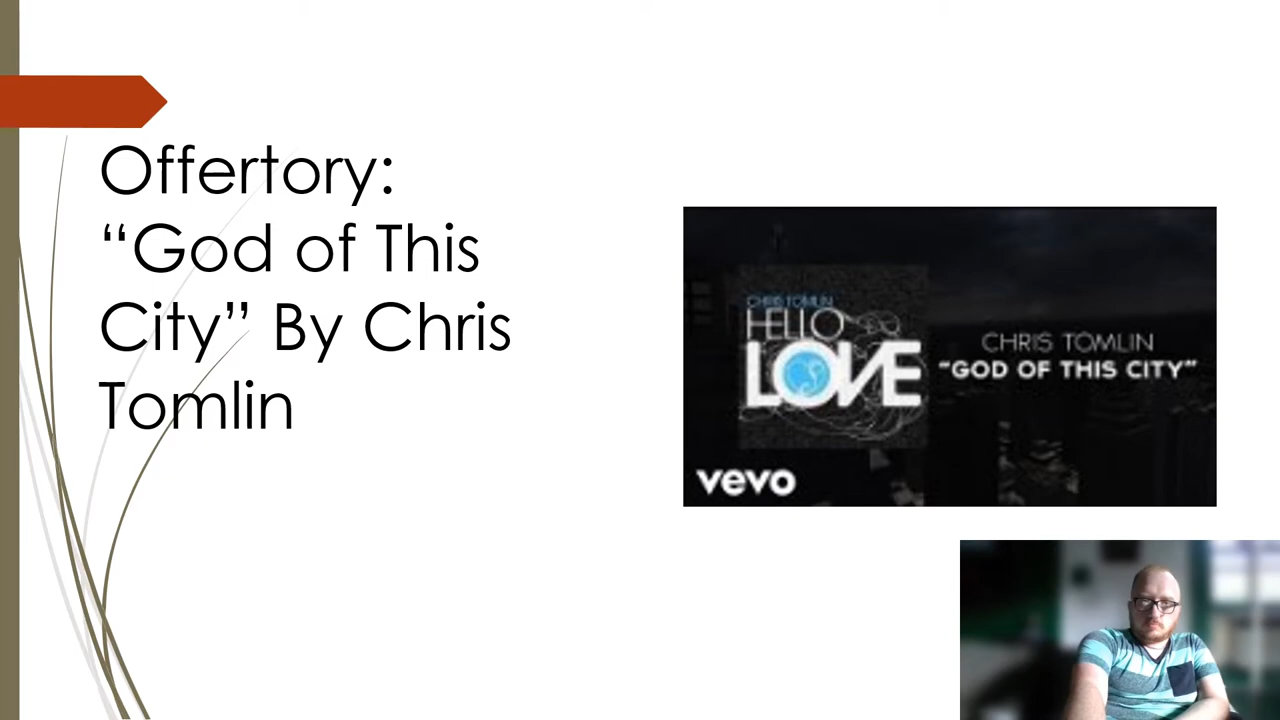 Offertory:
“God of This
City” By Chris
Tomlin
CHRIS TOMLIN
HELLO
LOVE
CHRIS TOMLIN
“GOD OF THIS CITY”
vevo